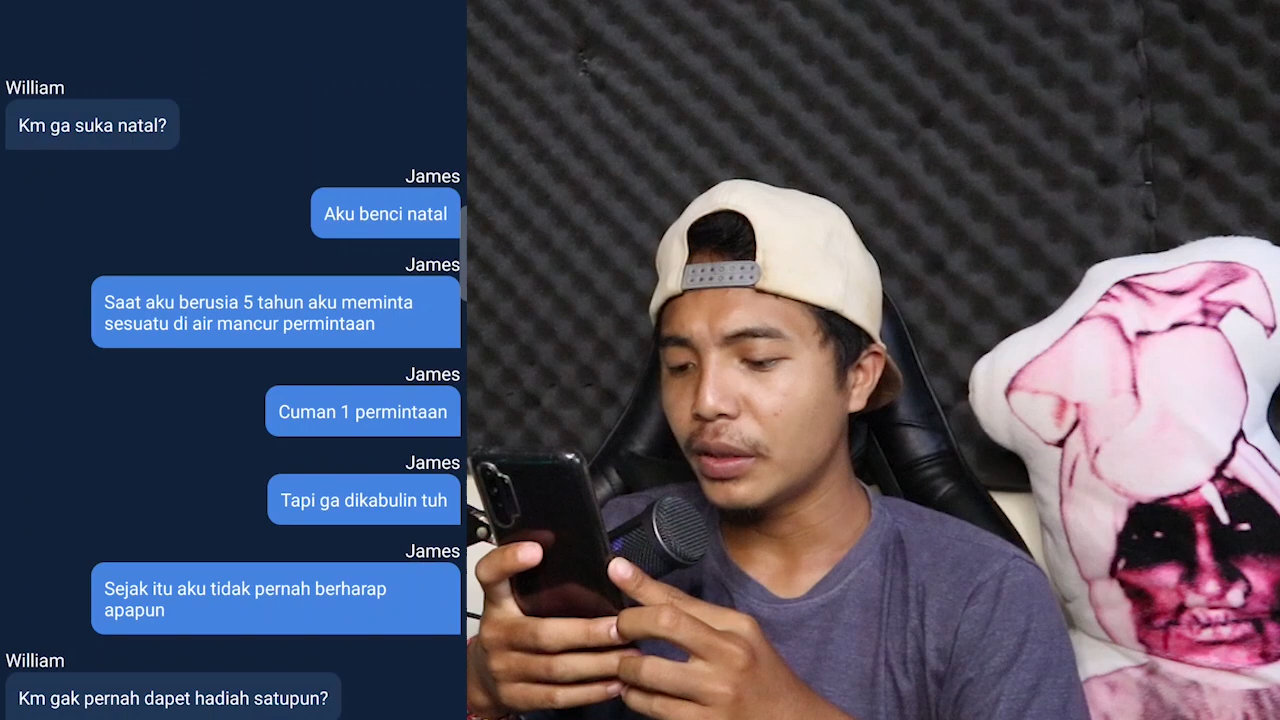 William
Km ga suka natal?
James
Aku benci natal
James
Saat aku berusia 5 tahun aku meminta
sesuatu di air mancur permintaan
James
Cuman 1 permintaan
James
Tapi ga dikabulin tuh
James
Sejak itu aku tidak pernah berharap
apapun
William
Km gak pernah dapet hadiah satupun?